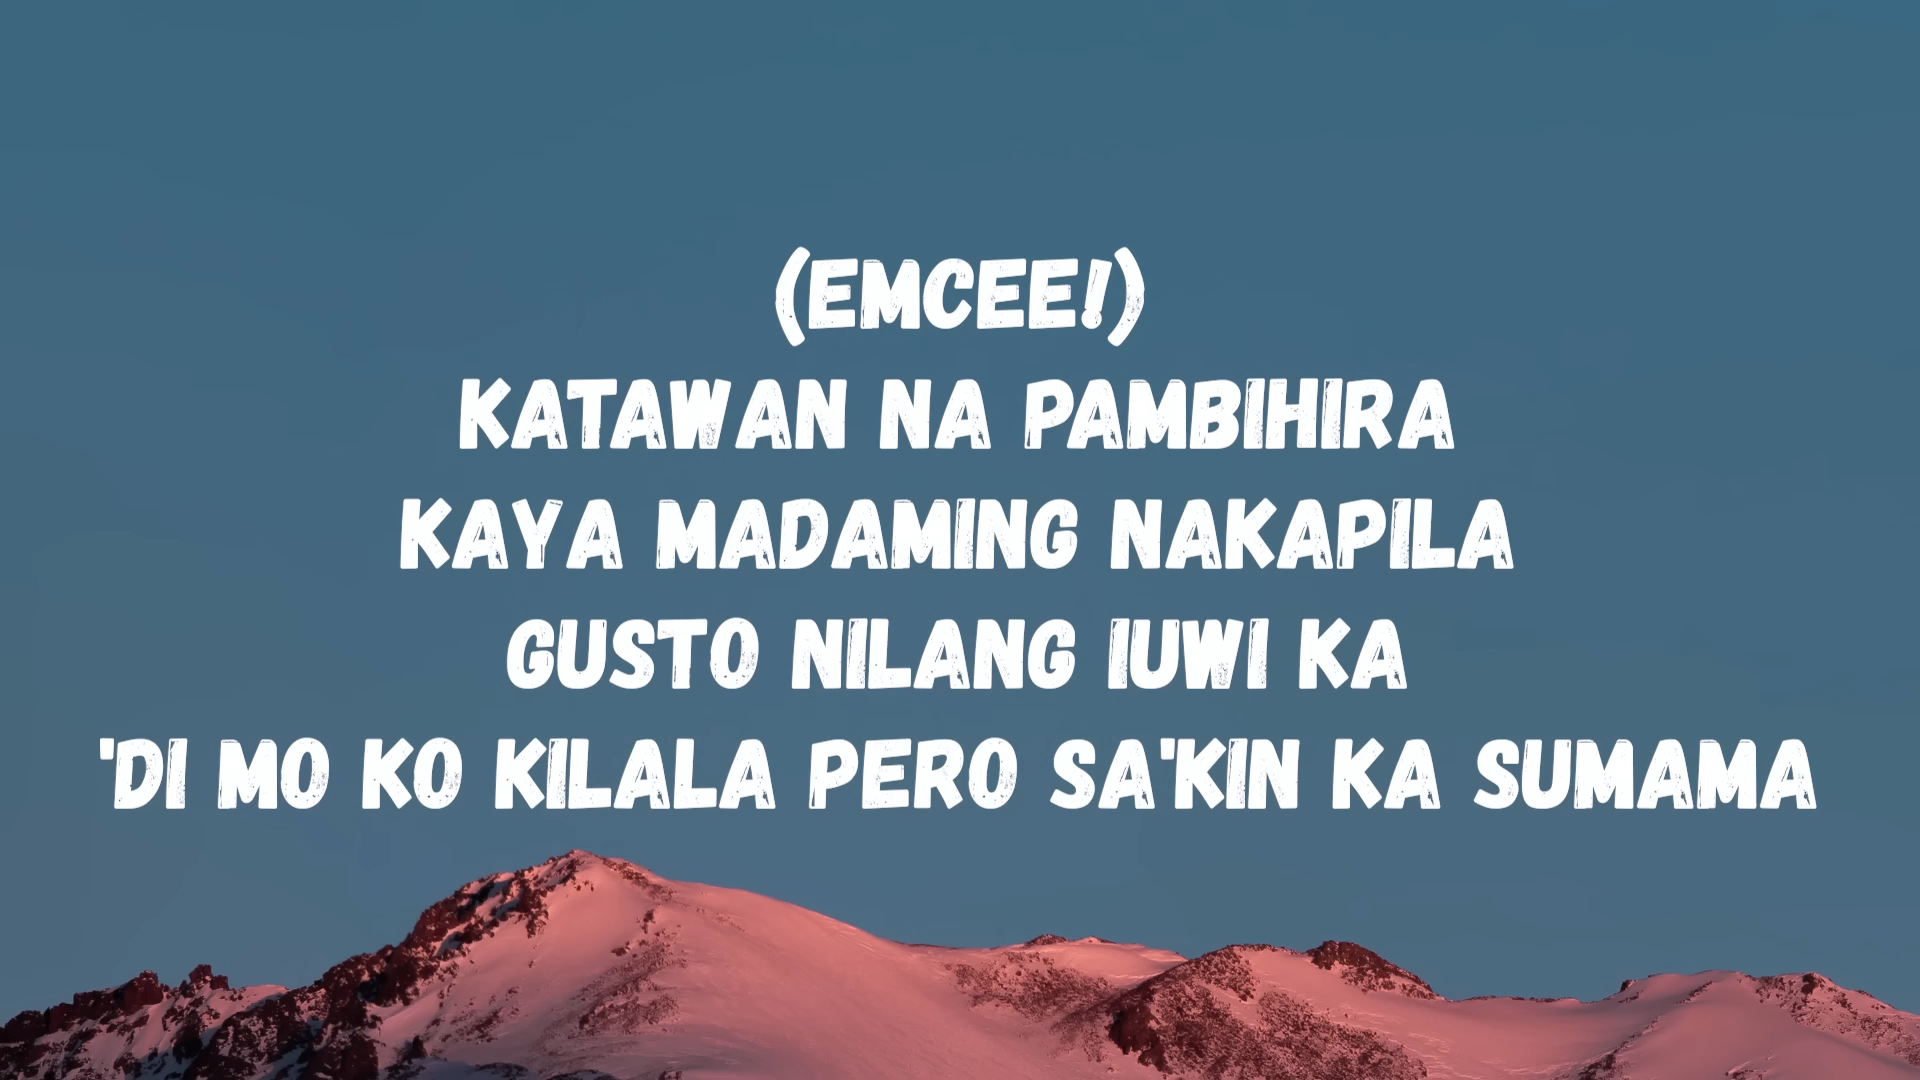 (EMCEE!)
KATAWAN NA PAMBIHIRA
KAYA MADAMING NAKAPILA
GUSTO NILANG IUWI KA
'DI MO KO KILALA PERO SA'KIN KA SUMAMA